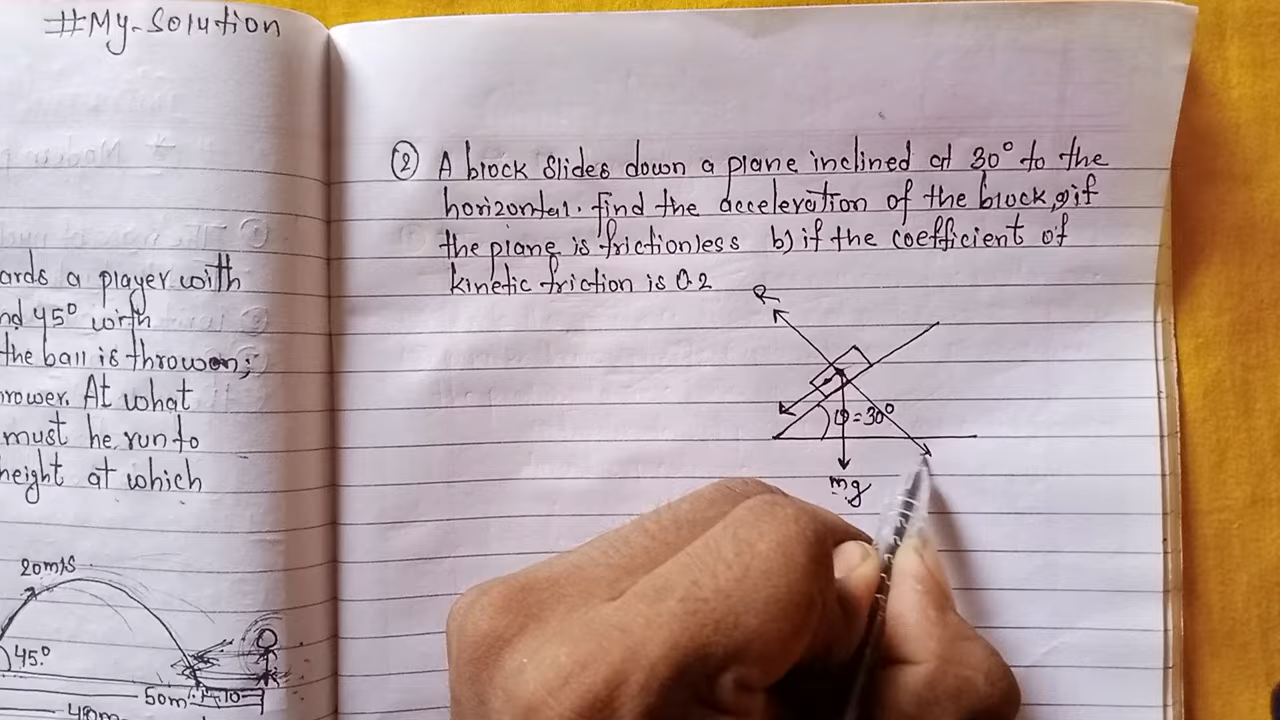 #My-Solution
② A block slides down a plane inclined at 30° to the
horizontal. find the acceleration of the block, a) if
the plane is frictionless b) if the coefficient of
kinetic friction is 0.2
R
θ = 30°
mg
ards a player with
nd 45° with
the ball is thrown;
rower. At what
must he run to
height at which
20m/s
45°
50m
10
40m